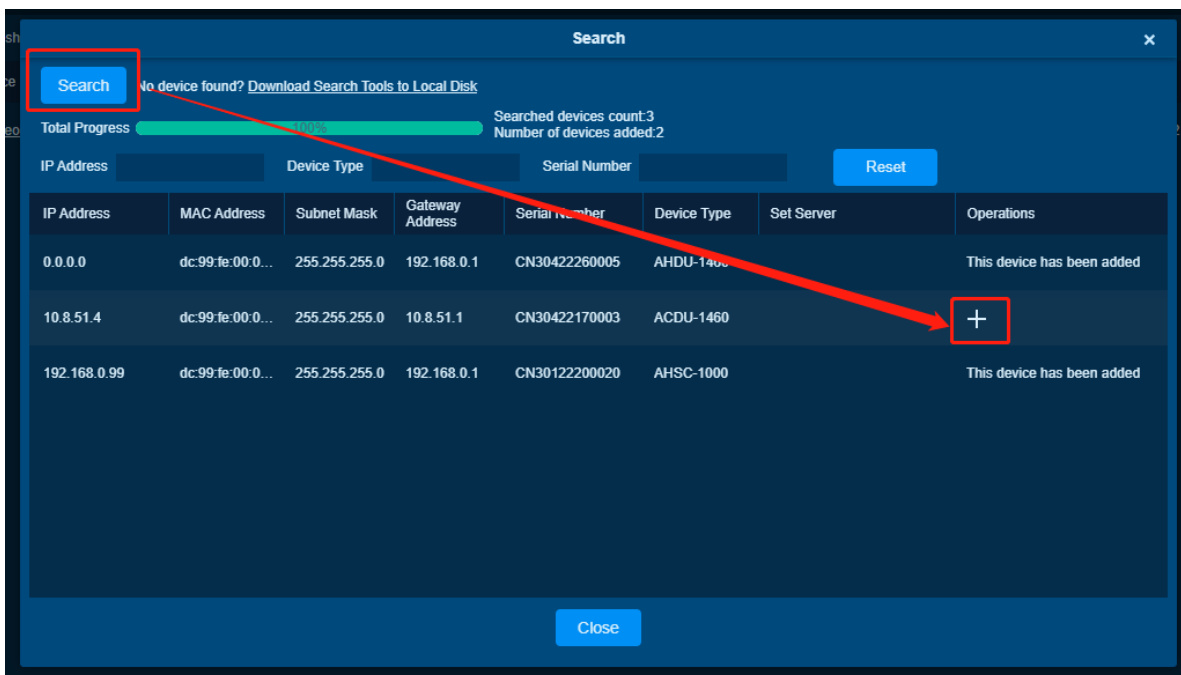 sh
Search
×
ce
Search
No device found? Download Search Tools to Local Disk
eo
Total Progress
100%
Searched devices count:3
Number of devices added:2
IP Address
Device Type
Serial Number
Reset
IP Address MAC Address Subnet Mask Gateway Address Serial Number Device Type Set Server Operations
0.0.0.0 dc:99:fe:00:0... 255.255.255.0 192.168.0.1 CN30422260005 AHDU-1460 This device has been added
10.8.51.4 dc:99:fe:00:0... 255.255.255.0 10.8.51.1 CN30422170003 ACDU-1460 +
192.168.0.99 dc:99:fe:00:0... 255.255.255.0 192.168.0.1 CN30122200020 AHSC-1000 This device has been added
Close